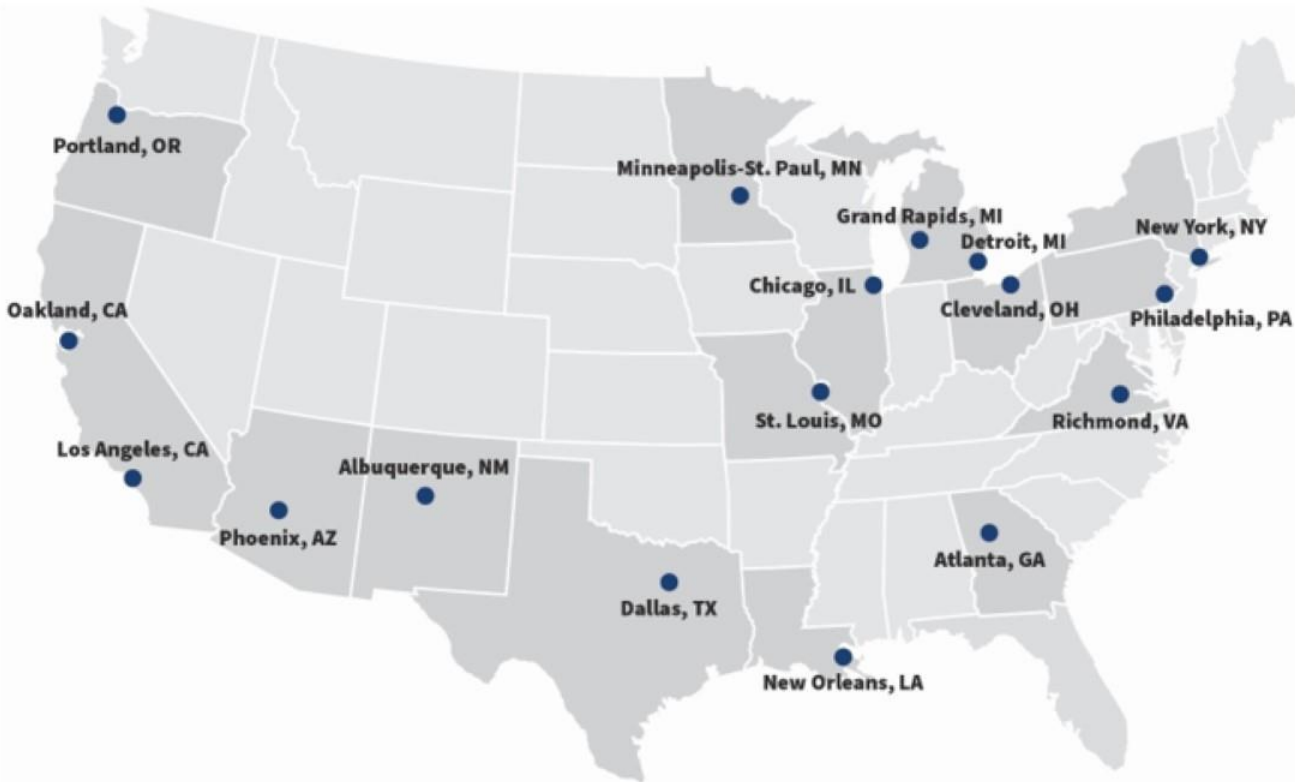 Portland, OR
Minneapolis-St. Paul, MN
Grand Rapids, MI
New York, NY
Detroit, MI
Chicago, IL
Oakland, CA
Cleveland, OH
Philadelphia, PA
St. Louis, MO
Richmond, VA
Los Angeles, CA
Albuquerque, NM
Phoenix, AZ
Atlanta, GA
Dallas, TX
New Orleans, LA